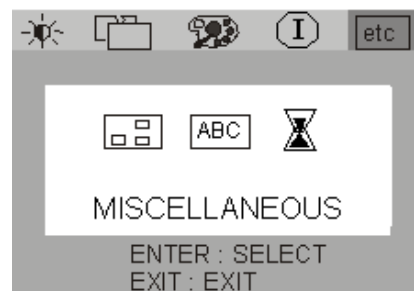 I etc
ABC
MISCELLANEOUS
ENTER : SELECT
EXIT : EXIT